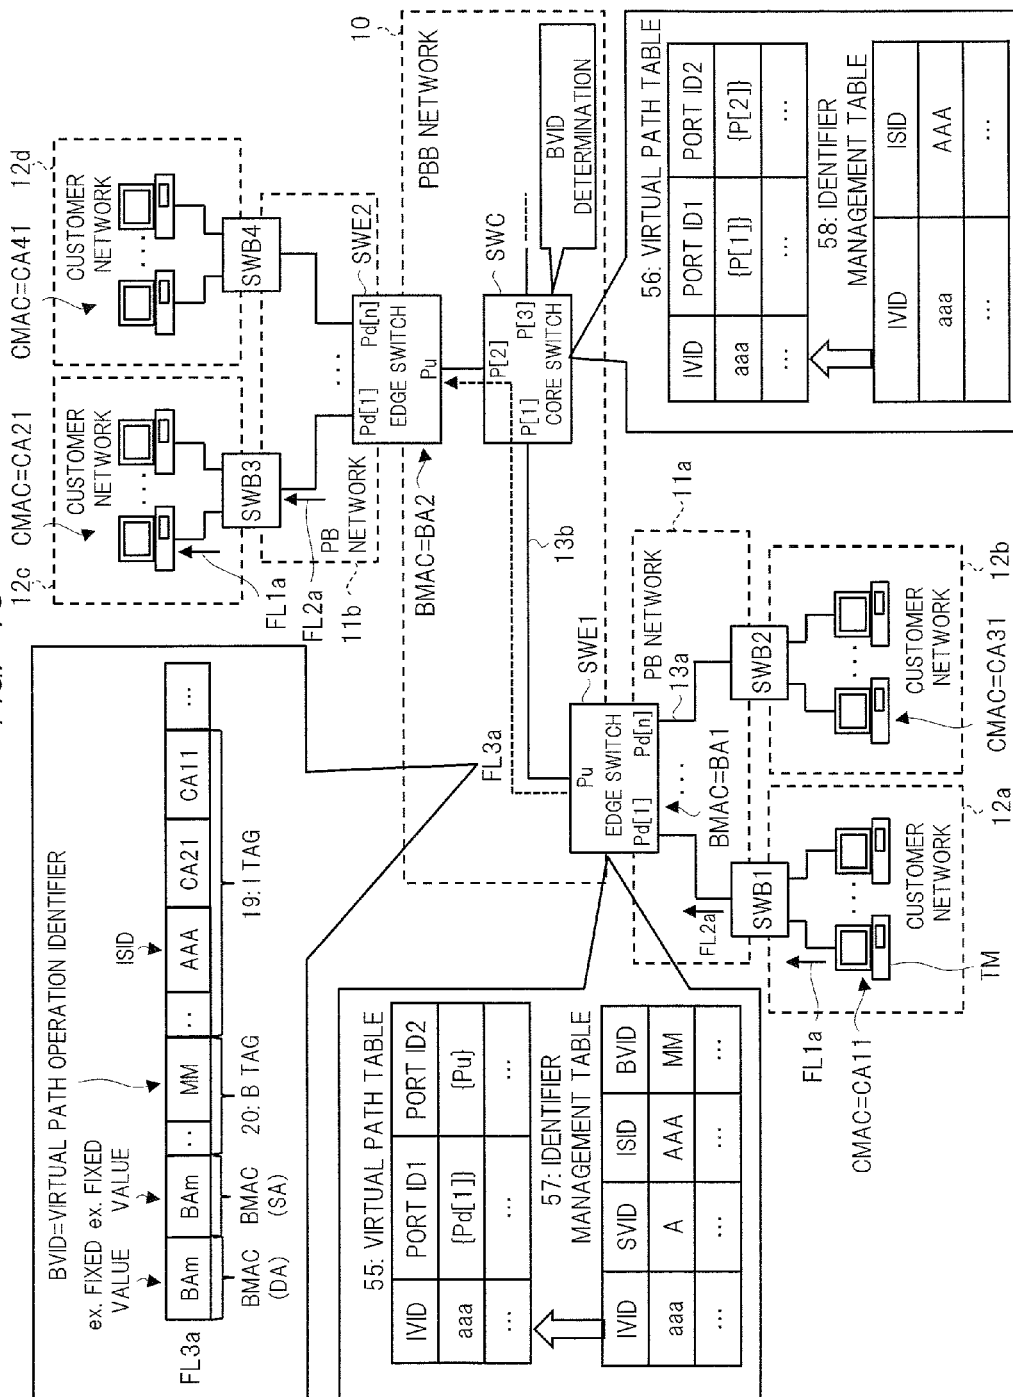 BVID=VIRTUAL PATH OPERATION IDENTIFIER
ex. FIXED VALUE
ex. FIXED VALUE
ISID
FL3a
BAm
BAm
...
MM
...
AAA
CA21
CA11
...
BMAC (DA)
BMAC (SA)
20: B TAG
19: I TAG
12c
CMAC=CA21
CUSTOMER NETWORK
...
12d
CMAC=CA41
CUSTOMER NETWORK
...
FL1a
SWB3
SWB4
FL2a
PB NETWORK
11b
...
Pd[1]
Pd[n]
EDGE SWITCH
Pu
SWE2
BMAC=BA2
10
PBB NETWORK
FL3a
P[2]
P[1]
P[3]
CORE SWITCH
SWC
BVID DETERMINATION
13b
Pu
EDGE SWITCH
Pd[1]
Pd[n]
SWE1
....
BMAC=BA1
PB NETWORK
13a
11a
FL2a
SWB1
SWB2
FL1a
CMAC=CA11
TM
...
CUSTOMER NETWORK
12a
...
CUSTOMER NETWORK
CMAC=CA31
12b
55: VIRTUAL PATH TABLE
IVID PORT ID1 PORT ID2
aaa {Pd[1]} {Pu}
... ... ...
57: IDENTIFIER MANAGEMENT TABLE
IVID SVID ISID BVID
aaa A AAA MM
... ... ... ...
56: VIRTUAL PATH TABLE
IVID PORT ID1 PORT ID2
aaa {P[1]} {P[2]}
... ... ...
58: IDENTIFIER MANAGEMENT TABLE
IVID ISID
aaa AAA
... ...